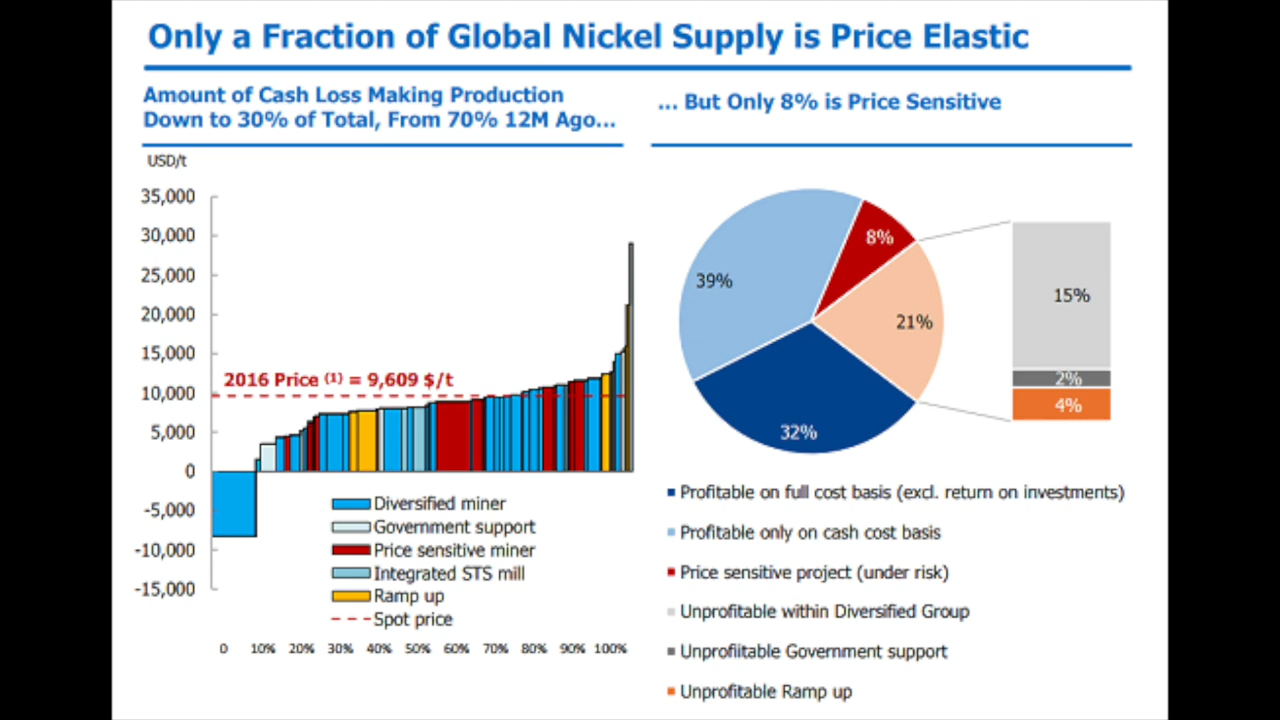 Only a Fraction of Global Nickel Supply is Price Elastic
Amount of Cash Loss Making Production
Down to 30% of Total, From 70% 12M Ago...
... But Only 8% is Price Sensitive
USD/t
35,000
30,000
25,000
20,000
15,000
10,000
5,000
0
-5,000
-10,000
-15,000
2016 Price (1) = 9,609 $/t
Diversified miner
Government support
Price sensitive miner
Integrated STS mill
Ramp up
Spot price
0 10% 20% 30% 40% 50% 60% 70% 80% 90% 100%
8%
39%
21%
32%
15%
2%
4%
Profitable on full cost basis (excl. return on investments)
Profitable only on cash cost basis
Price sensitive project (under risk)
Unprofitable within Diversified Group
Unprofiitable Government support
Unprofitable Ramp up